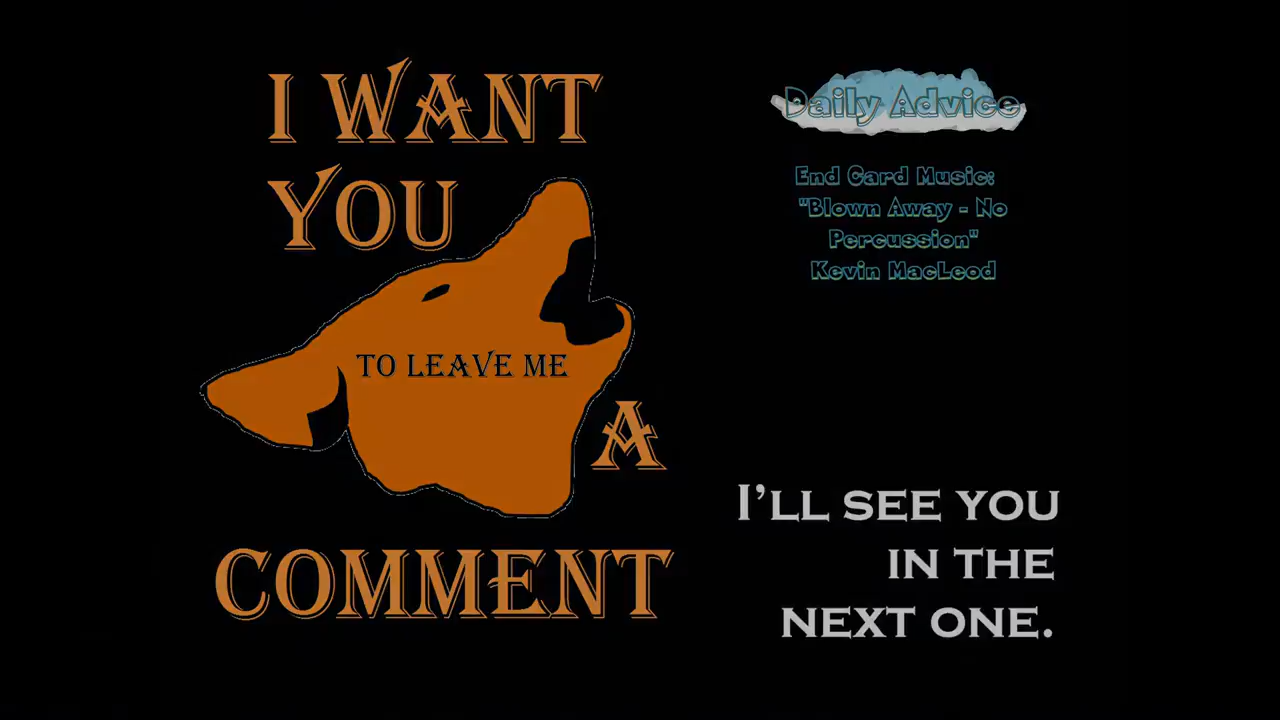 I WANT
YOU
TO LEAVE ME
A
COMMENT
Daily Advice
End Card Music:
"Blown Away - No
Percussion"
Kevin MacLeod
I'LL SEE YOU
IN THE
NEXT ONE.